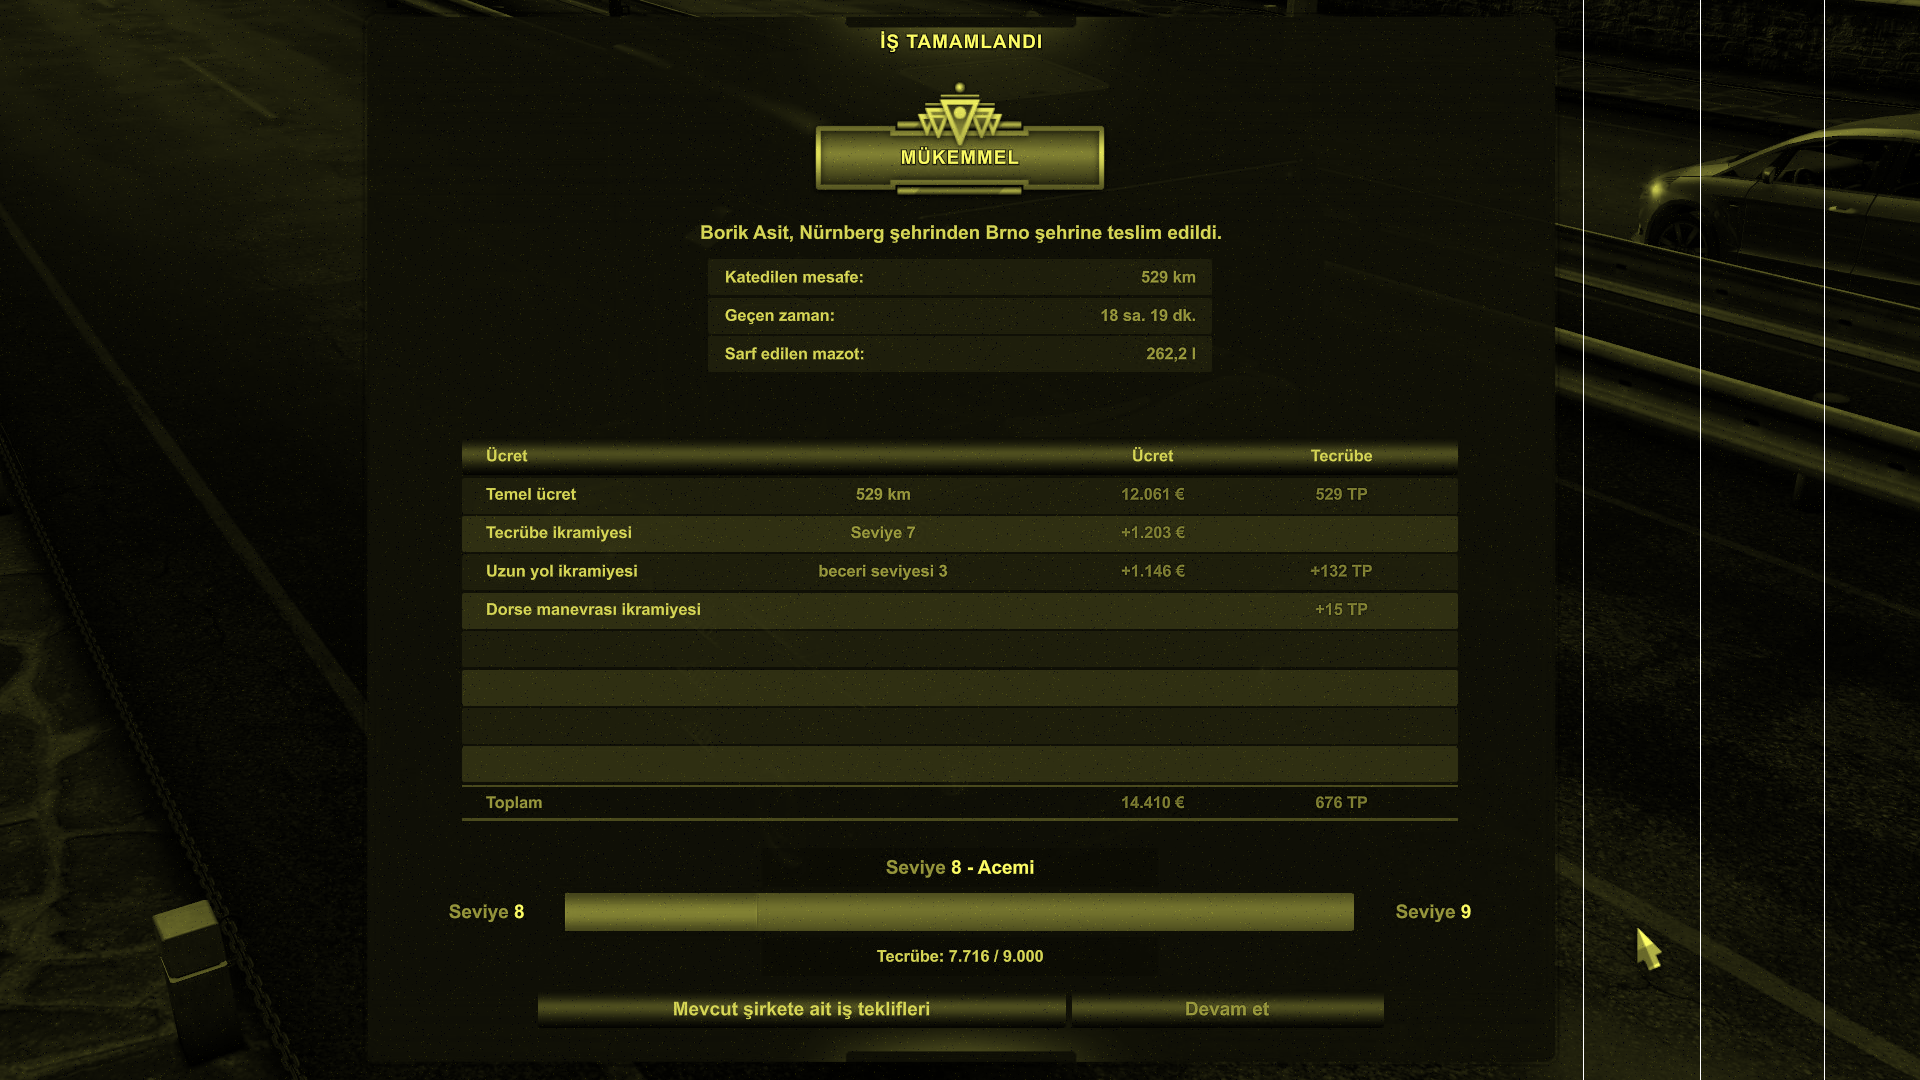 İŞ TAMAMLANDI
MÜKEMMEL
Borik Asit, Nürnberg şehrinden Brno şehrine teslim edildi.
Katedilen mesafe: 529 km
Geçen zaman: 18 sa. 19 dk.
Sarf edilen mazot: 262,2 l
Ücret Ücret Tecrübe
Temel ücret 529 km 12.061 € 529 TP
Tecrübe ikramiyesi Seviye 7 +1.203 €
Uzun yol ikramiyesi beceri seviyesi 3 +1.146 € +132 TP
Dorse manevrası ikramiyesi +15 TP
Toplam 14.410 € 676 TP
Seviye 8 - Acemi
Seviye 8 Seviye 9
Tecrübe: 7.716 / 9.000
Mevcut şirkete ait iş teklifleri Devam et